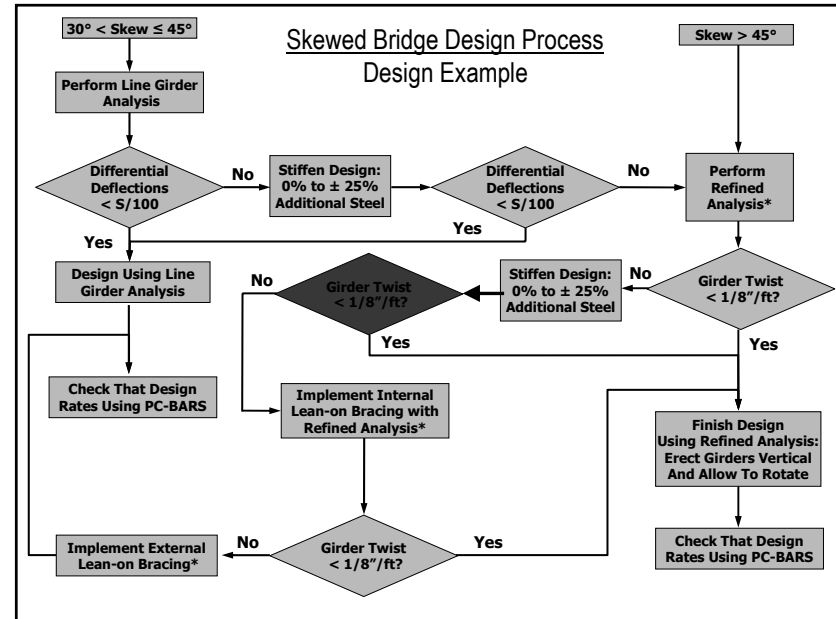 30° < Skew ≤ 45°
Skewed Bridge Design Process
Design Example
Skew > 45°
Perform Line Girder
Analysis
Differential
Deflections
< S/100
No
Stiffen Design:
0% to ± 25%
Additional Steel
Differential
Deflections
< S/100
No
Perform
Refined
Analysis*
Yes
Yes
Design Using Line
Girder Analysis
No
Girder Twist
< 1/8”/ft?
Stiffen Design:
0% to ± 25%
Additional Steel
No
Girder Twist
< 1/8”/ft?
Yes
Yes
Check That Design
Rates Using PC-BARS
Implement Internal
Lean-on Bracing with
Refined Analysis*
Finish Design
Using Refined Analysis:
Erect Girders Vertical
And Allow To Rotate
Implement External
Lean-on Bracing*
No
Girder Twist
< 1/8”/ft?
Yes
Check That Design
Rates Using PC-BARS